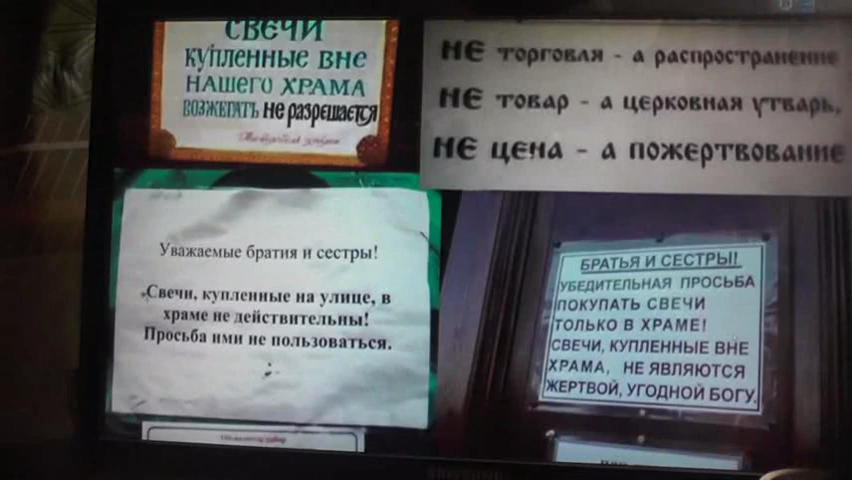 СВЕЧИ
КУПЛЕННЫЕ ВНЕ
НАШЕГО ХРАМА
ВОЗЖЕГАТЬ НЕ РАЗРЕШАЕТСЯ
НЕ торговля - а распространение
НЕ товар - а церковная утварь,
НЕ цена - а пожертвование
Уважаемые братия и сестры!
Свечи, купленные на улице, в
храме не действительны!
Просьба ими не пользоваться.
БРАТЬЯ И СЕСТРЫ!
УБЕДИТЕЛЬНАЯ ПРОСЬБА
ПОКУПАТЬ СВЕЧИ
ТОЛЬКО В ХРАМЕ!
СВЕЧИ, КУПЛЕННЫЕ ВНЕ
ХРАМА, НЕ ЯВЛЯЮТСЯ
ЖЕРТВОЙ, УГОДНОЙ БОГУ.